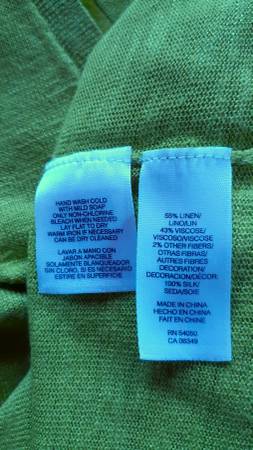 HAND WASH COLD
WITH MILD SOAP
ONLY NON-CHLORINE
BLEACH WHEN NEEDED
LAY FLAT TO DRY
WARM IRON IF NECESSARY
CAN BE DRY CLEANED
LAVAR A MANO CON
JABON APACIBLE
SOLAMENTE BLANQUEADOR
SIN CLORO, SI ES NECESARIO
ESTIRE EN SUPERFICIE
55% LINEN/
LINO/LIN
43% VISCOSE/
VISCOSO/VISCOSE
2% OTHER FIBERS/
OTRAS FIBRAS/
AUTRES FIBRES
DECORATION/
DECORACION/DÉCOR:
100% SILK/
SEDA/SOIE
MADE IN CHINA
HECHO EN CHINA
FAIT EN CHINE
RN 54050
CA 08349